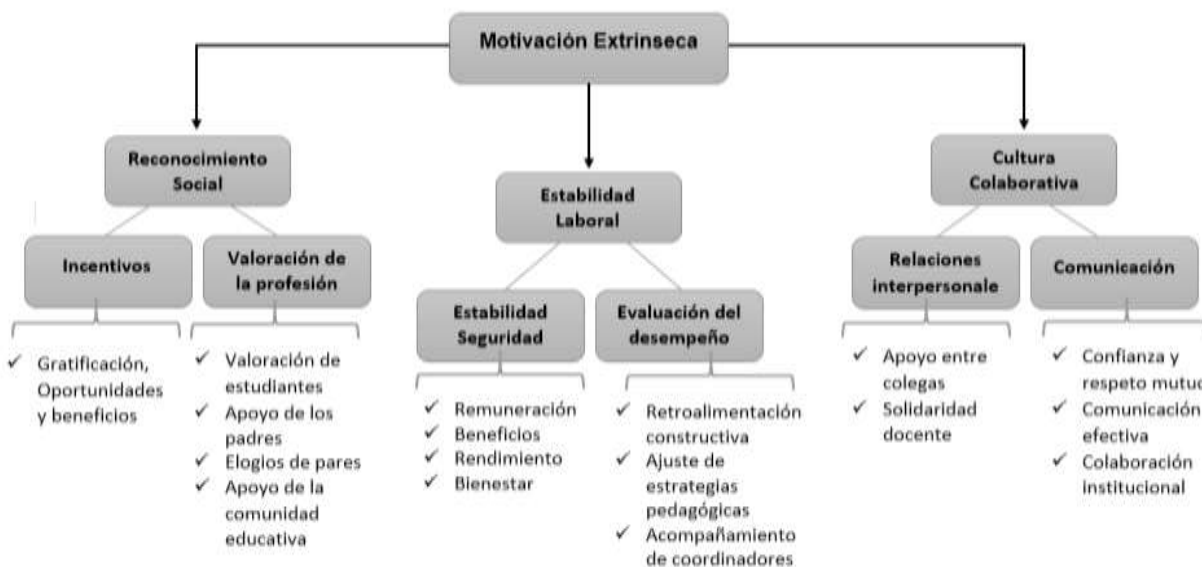 Motivación Extrinseca
Reconocimiento
Social
Incentivos
✓ Gratificación,
Oportunidades
y beneficios
Valoración de
la profesión
✓ Valoración de
estudiantes
✓ Apoyo de los
padres
✓ Elogios de pares
✓ Apoyo de la
comunidad
educativa
Estabilidad
Laboral
Estabilidad
Seguridad
✓ Remuneración
✓ Beneficios
✓ Rendimiento
✓ Bienestar
Evaluación del
desempeño
✓ Retroalimentación
constructiva
✓ Ajuste de
estrategias
pedagógicas
✓ Acompañamiento
de coordinadores
Cultura
Colaborativa
Relaciones
interpersonale
✓ Apoyo entre
colegas
✓ Solidaridad
docente
Comunicación
✓ Confianza y
respeto mutuo
✓ Comunicación
efectiva
✓ Colaboración
institucional